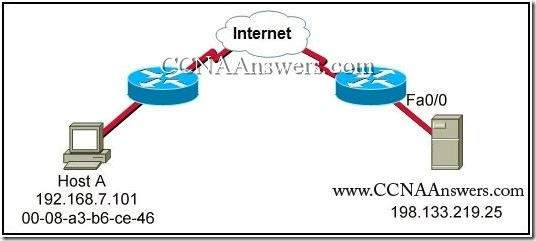 Internet
CCNAAnswers.com
Fa0/0
Host A
192.168.7.101
00-08-a3-b6-ce-46
www.CCNAAnswers.com
198.133.219.25